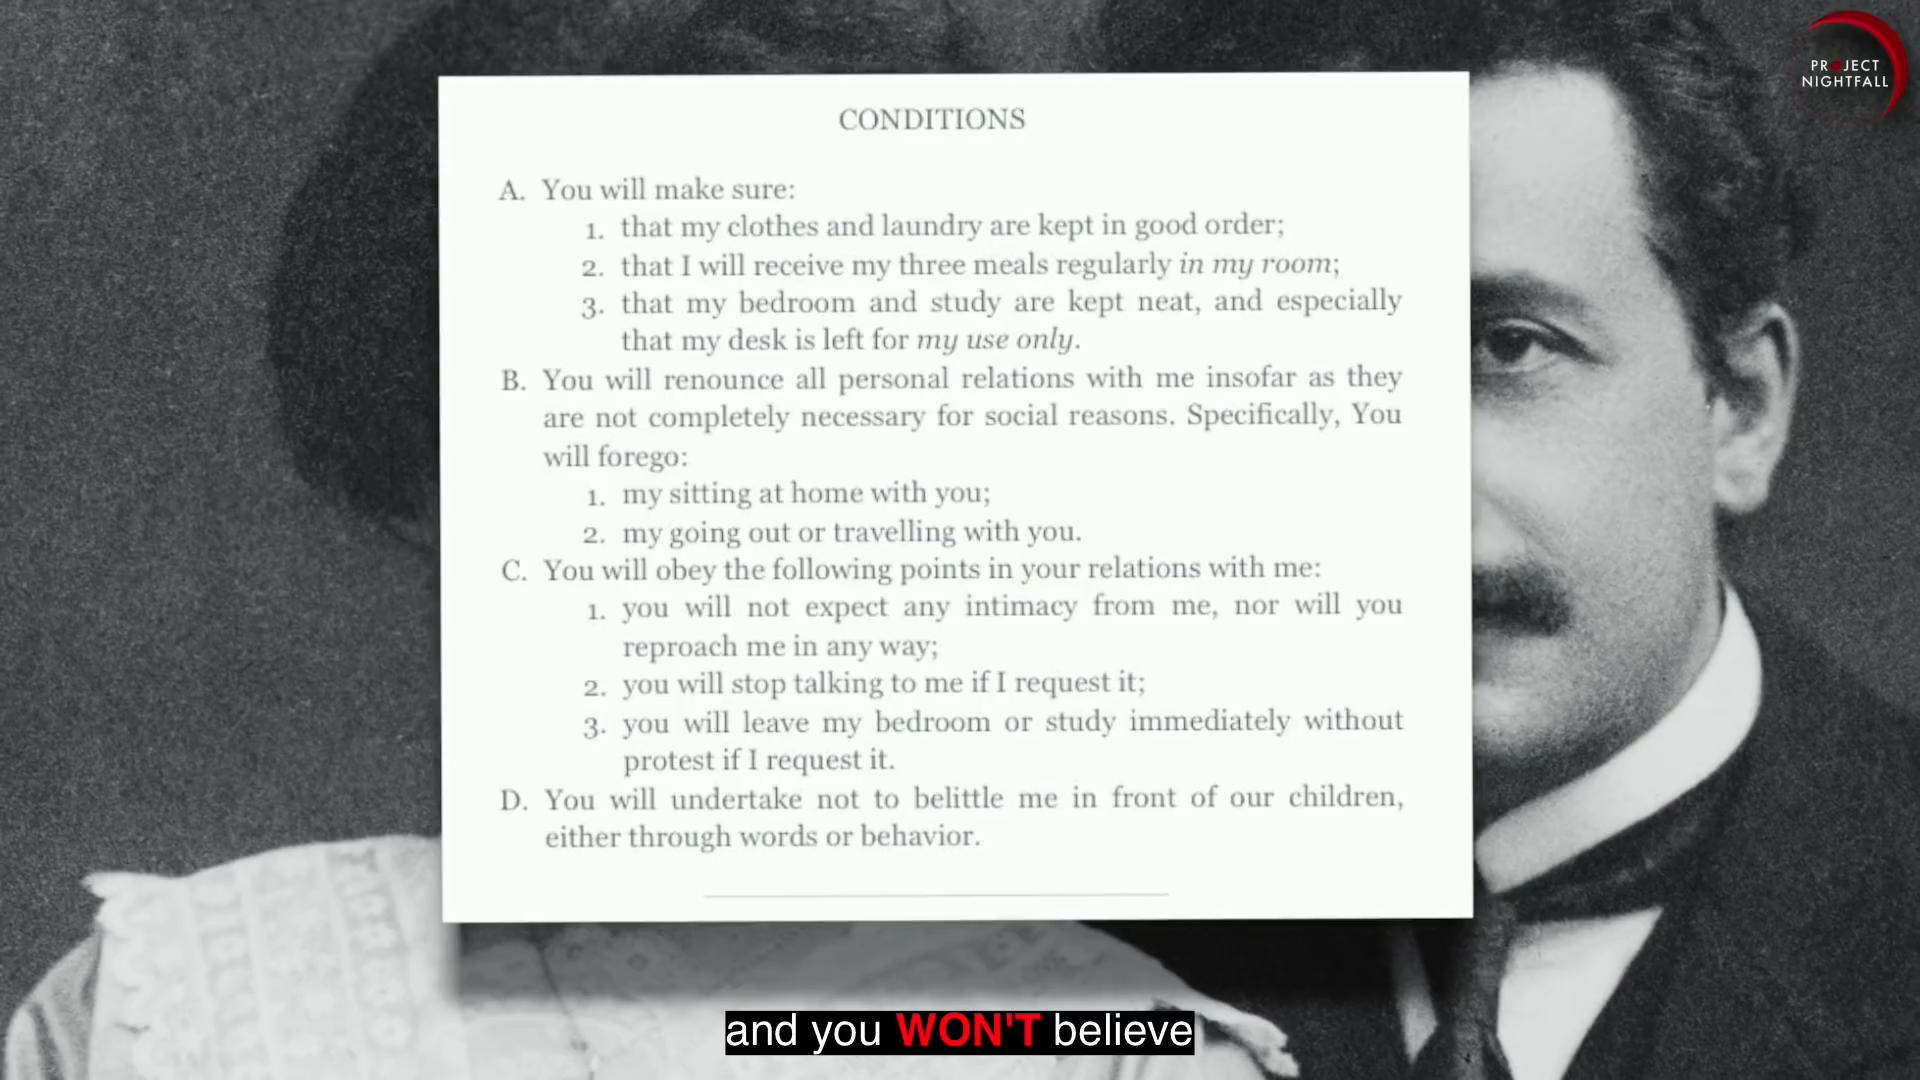 PROJECT
NIGHTFALL
CONDITIONS
A. You will make sure:
1. that my clothes and laundry are kept in good order;
2. that I will receive my three meals regularly in my room;
3. that my bedroom and study are kept neat, and especially
that my desk is left for my use only.
B. You will renounce all personal relations with me insofar as they
are not completely necessary for social reasons. Specifically, You
will forego:
1. my sitting at home with you;
2. my going out or travelling with you.
C. You will obey the following points in your relations with me:
1. you will not expect any intimacy from me, nor will you
reproach me in any way;
2. you will stop talking to me if I request it;
3. you will leave my bedroom or study immediately without
protest if I request it.
D. You will undertake not to belittle me in front of our children,
either through words or behavior.
and you WON'T believe